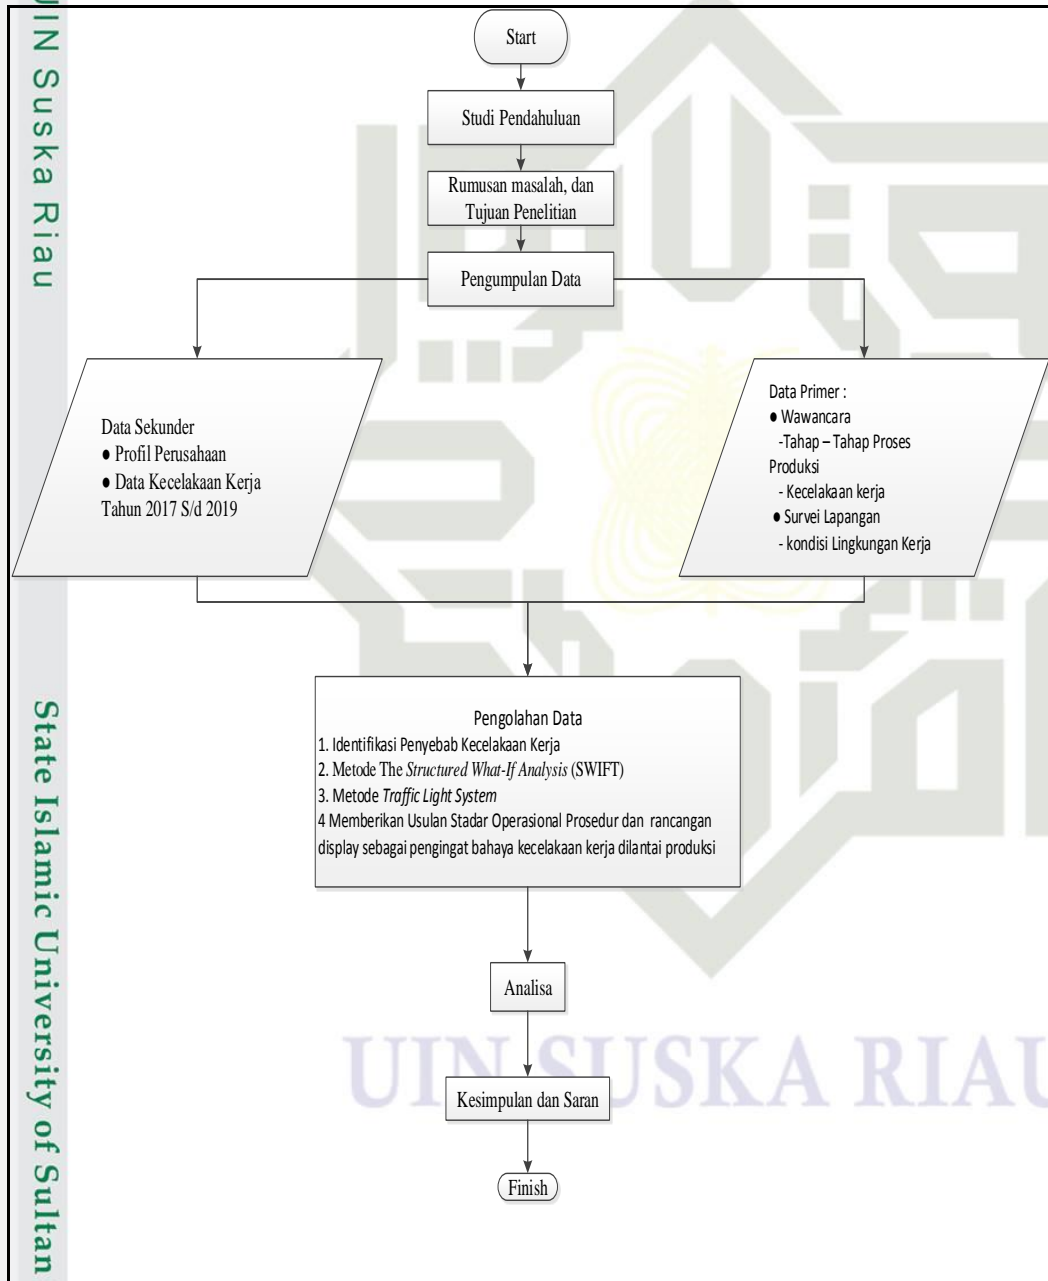 Start
Studi Pendahuluan
Rumusan masalah, dan
Tujuan Penelitian
Pengumpulan Data
Data Sekunder
● Profil Perusahaan
● Data Kecelakaan Kerja
Tahun 2017 S/d 2019
Data Primer :
● Wawancara
-Tahap – Tahap Proses
Produksi
- Kecelakaan kerja
● Survei Lapangan
- kondisi Lingkungan Kerja
Pengolahan Data
1. Identifikasi Penyebab Kecelakaan Kerja
2. Metode The Structured What-If Analysis (SWIFT)
3. Metode Traffic Light System
4 Memberikan Usulan Stadar Operasional Prosedur dan rancangan
display sebagai pengingat bahaya kecelakaan kerja dilantai produksi
Analisa
Kesimpulan dan Saran
Finish
UIN SUSKA RIAU
UIN Suska Riau
State Islamic University of Sultan